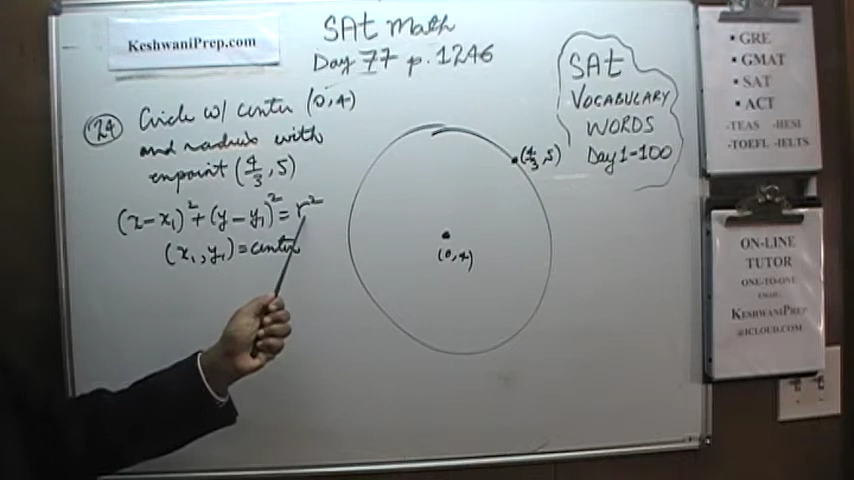 KeshwaniPrep.com
SAt Math
Day 77 p. 1246
24 Circle w/ center (0,4)
and radius with
enpoint (4/3, 5)
(x-x₁)²+(y-y₁)²=r²
(x₁,y₁)=center
(4/3, 5)
(0,4)
SAt
VOCABULARY
WORDS
Day 1-100
• GRE
• GMAT
• SAT
• ACT
-TEAS -HESI
-TOEFL -IELTS
ON-LINE
TUTOR
ONE-TO-ONE
EMAIL:
KESHWANIPREP
@ICLOUD.COM